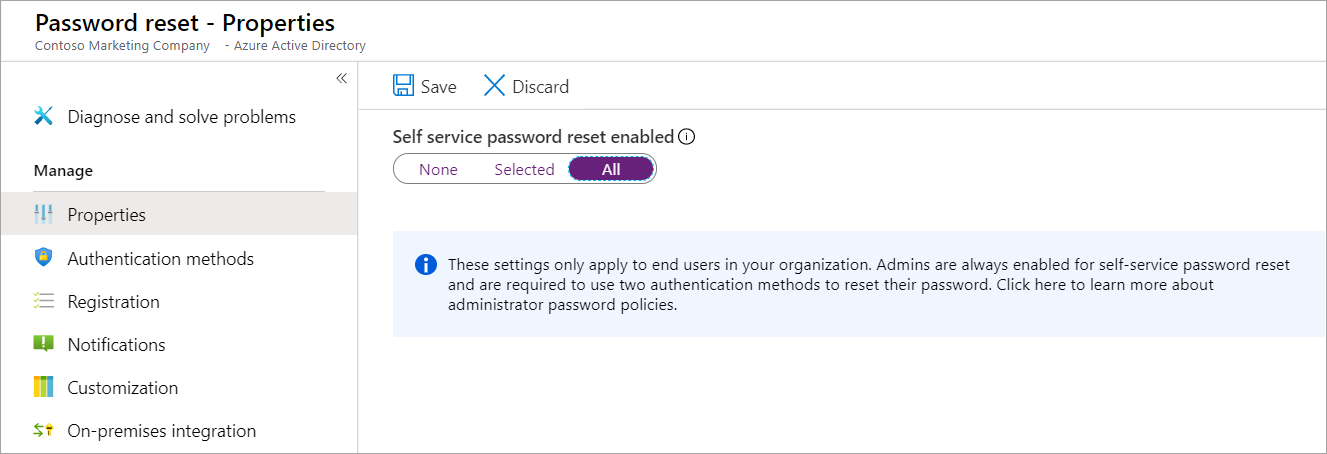 Password reset - Properties
Contoso Marketing Company - Azure Active Directory
«
Diagnose and solve problems
Manage
Properties
Authentication methods
Registration
Notifications
Customization
On-premises integration
Save Discard
Self service password reset enabled
None Selected All
These settings only apply to end users in your organization. Admins are always enabled for self-service password reset
and are required to use two authentication methods to reset their password. Click here to learn more about
administrator password policies.